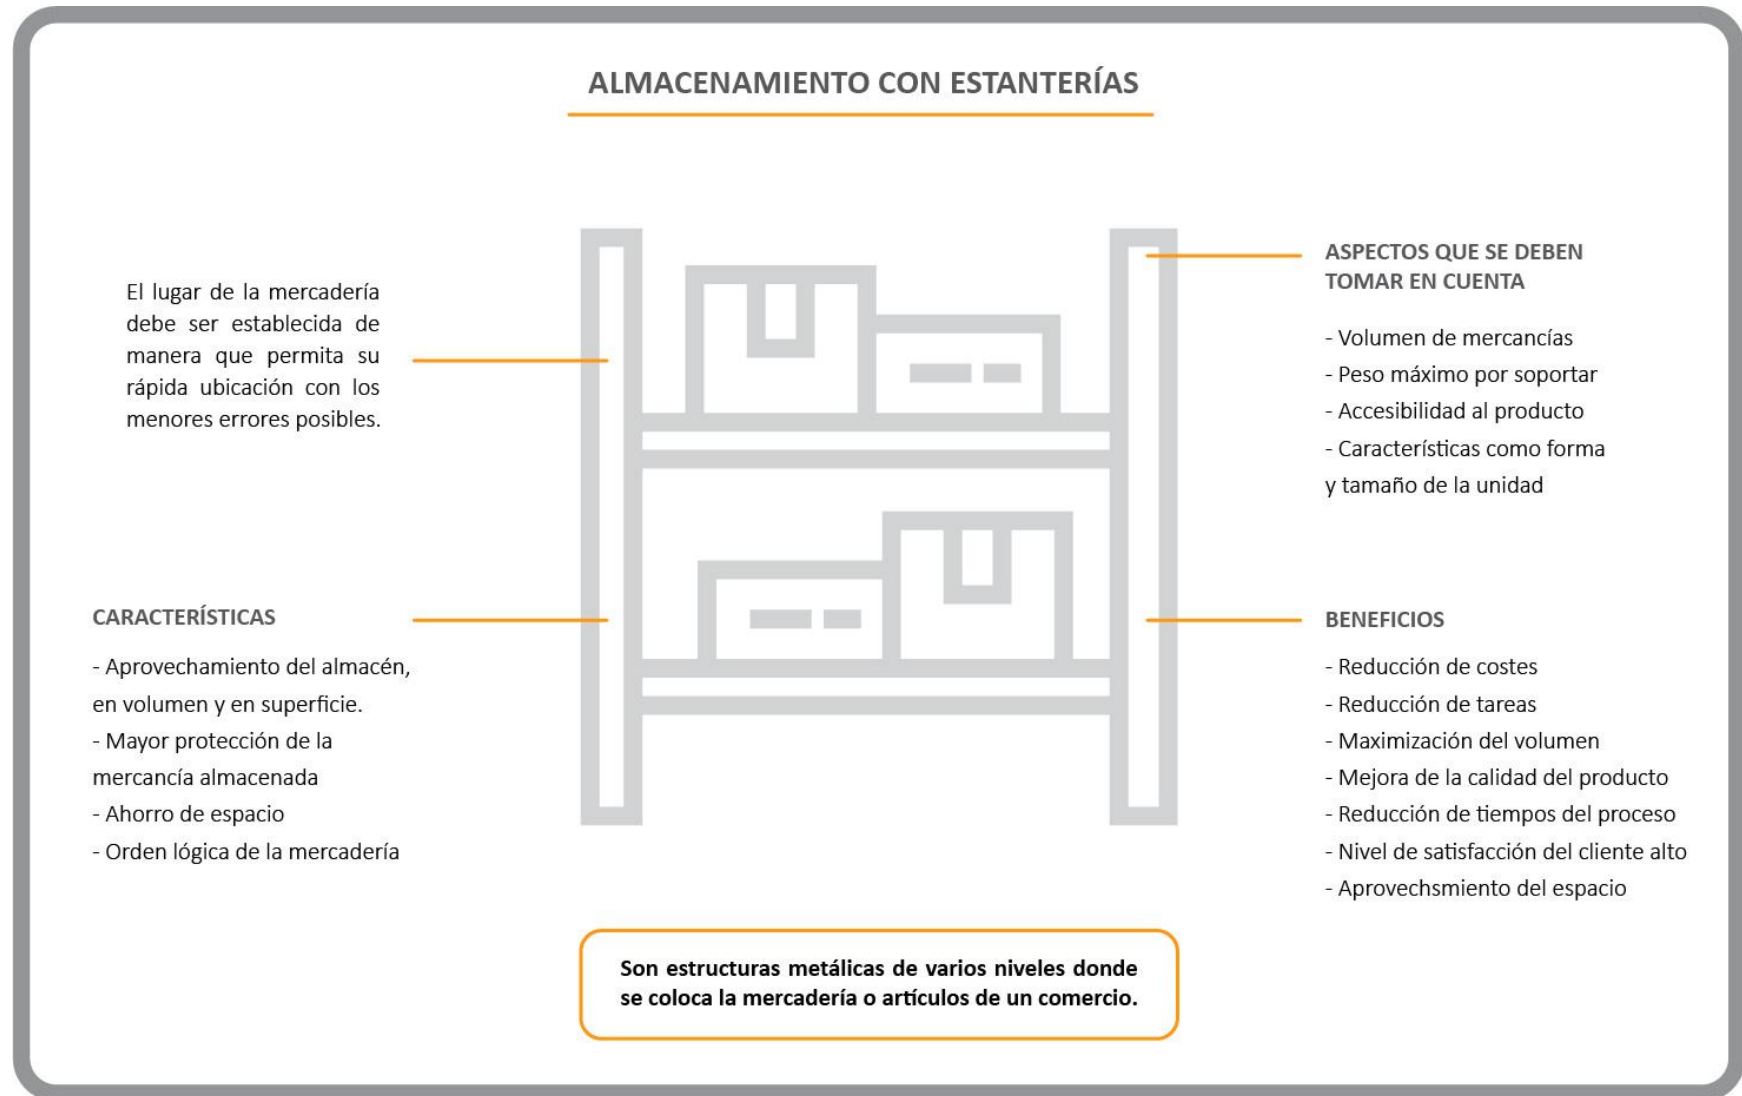 ALMACENAMIENTO CON ESTANTERÍAS
El lugar de la mercadería
debe ser establecida de
manera que permita su
rápida ubicación con los
menores errores posibles.
ASPECTOS QUE SE DEBEN
TOMAR EN CUENTA
- Volumen de mercancías
- Peso máximo por soportar
- Accesibilidad al producto
- Características como forma
y tamaño de la unidad
CARACTERÍSTICAS
- Aprovechamiento del almacén,
en volumen y en superficie.
- Mayor protección de la
mercancía almacenada
- Ahorro de espacio
- Orden lógica de la mercadería
BENEFICIOS
- Reducción de costes
- Reducción de tareas
- Maximización del volumen
- Mejora de la calidad del producto
- Reducción de tiempos del proceso
- Nivel de satisfacción del cliente alto
- Aprovechsmiento del espacio
Son estructuras metálicas de varios niveles donde
se coloca la mercadería o artículos de un comercio.